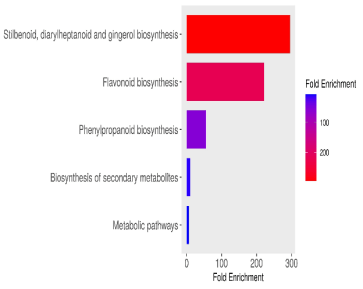 Stilbenoid, diarylheptanoid and gingerol biosynthesis
Flavonoid biosynthesis
Phenylpropanoid biosynthesis
Biosynthesis of secondary metabolites
Metabolic pathways
0 100 200 300
Fold Enrichment
Fold Enrichment
100
200